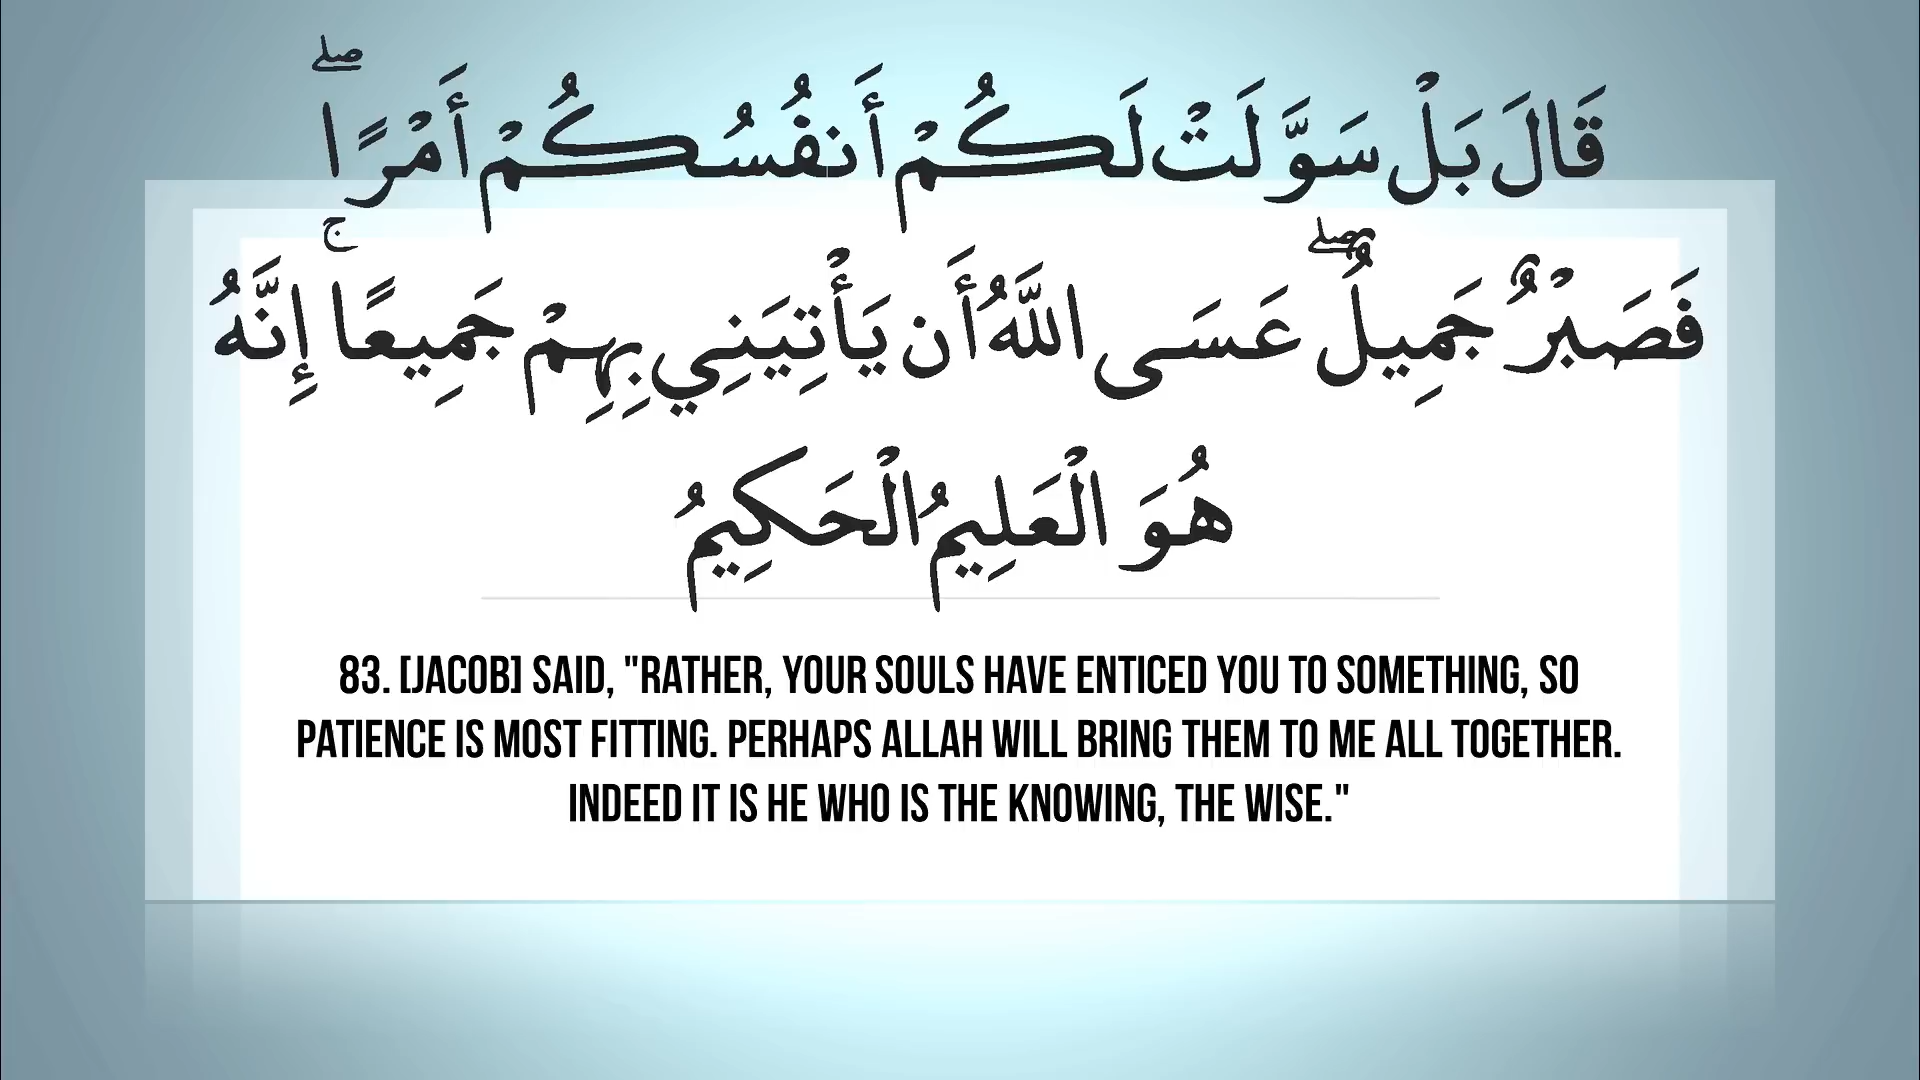 قَالَ بَلْ سَوَّلَتْ لَكُمْ أَنفُسُكُمْ أَمْرًا ۖ
فَصَبْرٌ جَمِيلٌ ۖ عَسَى اللَّهُ أَن يَأْتِيَنِي بِهِمْ جَمِيعًا ۚ إِنَّهُ
هُوَ الْعَلِيمُ الْحَكِيمُ
83. [JACOB] SAID, "RATHER, YOUR SOULS HAVE ENTICED YOU TO SOMETHING, SO
PATIENCE IS MOST FITTING. PERHAPS ALLAH WILL BRING THEM TO ME ALL TOGETHER.
INDEED IT IS HE WHO IS THE KNOWING, THE WISE."